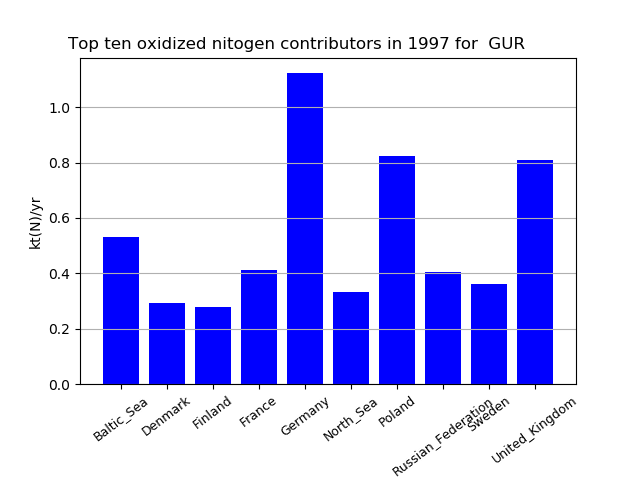 Top ten oxidized nitogen contributors in 1997 for  GUR
kt(N)/yr
1.0
0.8
0.6
0.4
0.2
0.0
Baltic_Sea
Denmark
Finland
France
Germany
North_Sea
Poland
Russian_Federation
Sweden
United_Kingdom